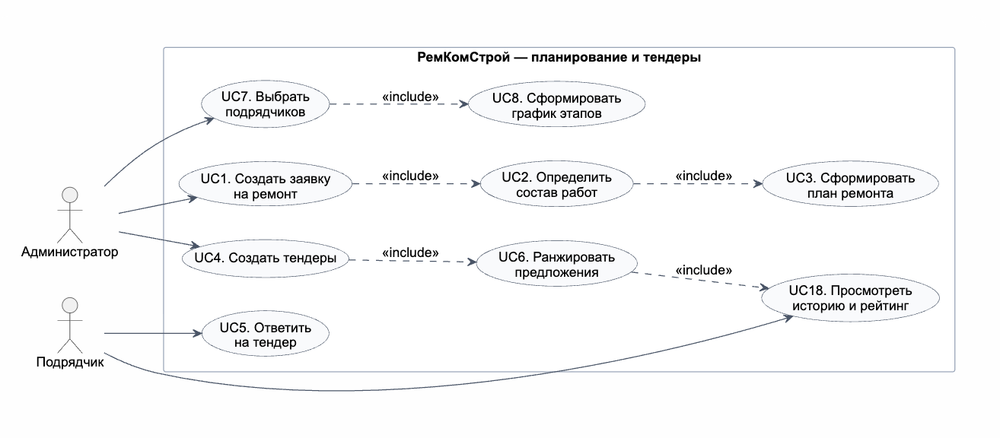 РемКомСтрой — планирование и тендеры
UC7. Выбрать
подрядчиков
«include»
UC8. Сформировать
график этапов
UC1. Создать заявку
на ремонт
«include»
UC2. Определить
состав работ
«include»
UC3. Сформировать
план ремонта
Администратор
UC4. Создать тендеры
«include»
UC6. Ранжировать
предложения
«include»
UC18. Просмотреть
историю и рейтинг
Подрядчик
UC5. Ответить
на тендер